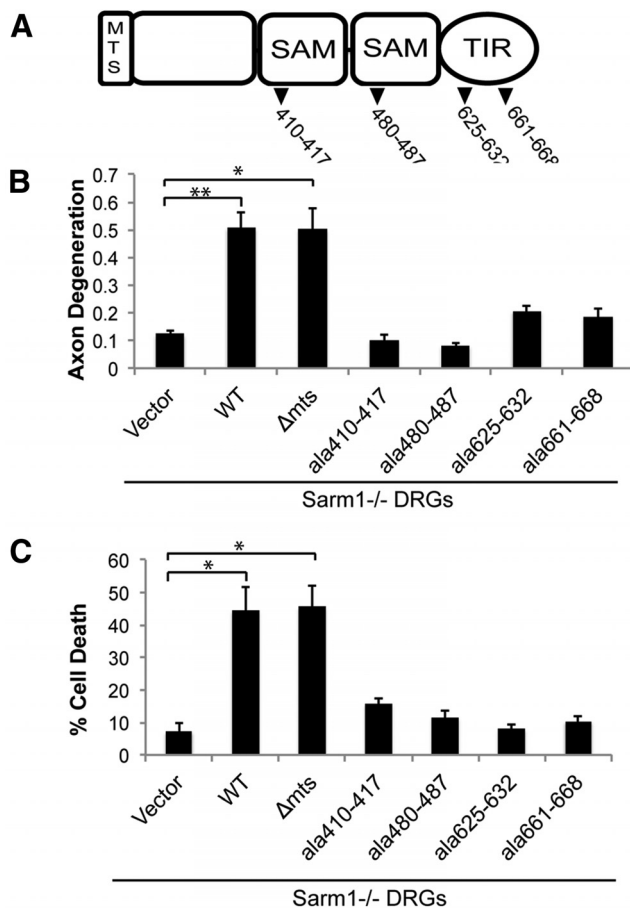 A
MTS
SAM
SAM
TIR
410-417
480-487
625-632
661-668
B
Axon Degeneration
0.7
0.6
0.5
0.4
0.3
0.2
0.1
0
**
*
Vector
WT
Δmts
ala410-417
ala480-487
ala625-632
ala661-668
Sarm1-/- DRGs
C
% Cell Death
60
50
40
30
20
10
0
*
*
Vector
WT
Δmts
ala410-417
ala480-487
ala625-632
ala661-668
Sarm1-/- DRGs